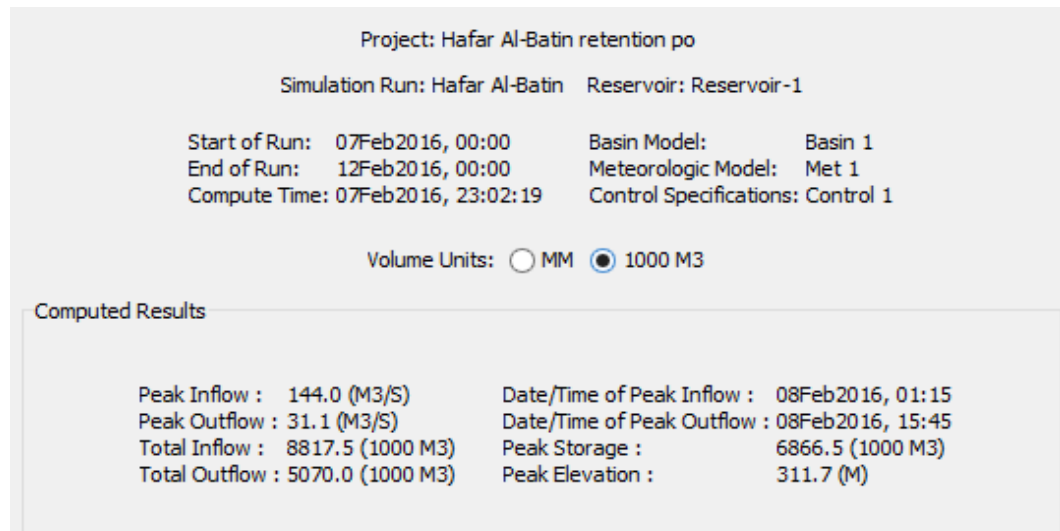 Project: Hafar Al-Batin retention po
Simulation Run: Hafar Al-Batin Reservoir: Reservoir-1
Start of Run: 07Feb2016, 00:00 Basin Model: Basin 1
End of Run: 12Feb2016, 00:00 Meteorologic Model: Met 1
Compute Time: 07Feb2016, 23:02:19 Control Specifications: Control 1
Volume Units: MM 1000 M3
Computed Results
Peak Inflow : 144.0 (M3/S) Date/Time of Peak Inflow : 08Feb2016, 01:15
Peak Outflow : 31.1 (M3/S) Date/Time of Peak Outflow : 08Feb2016, 15:45
Total Inflow : 8817.5 (1000 M3) Peak Storage : 6866.5 (1000 M3)
Total Outflow : 5070.0 (1000 M3) Peak Elevation : 311.7 (M)